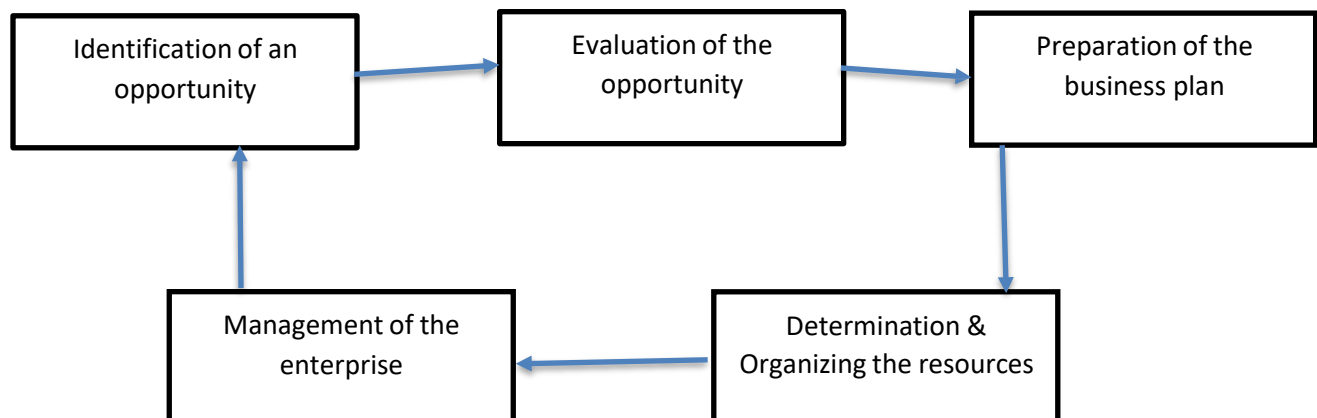 Identification of an
opportunity
Evaluation of the
opportunity
Preparation of the
business plan
Determination &
Organizing the resources
Management of the
enterprise